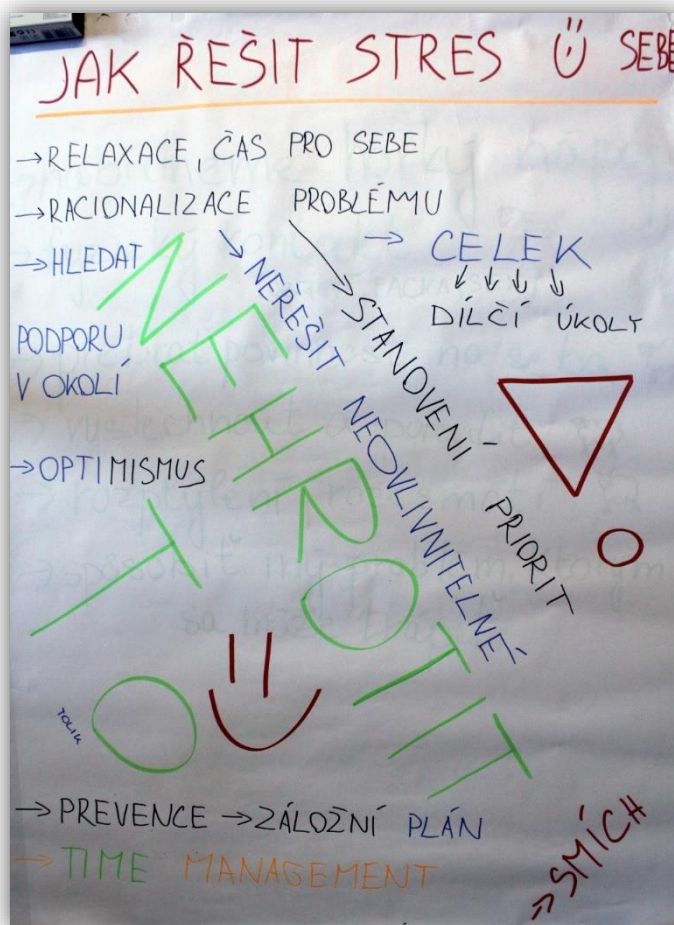 JAK ŘEŠIT STRES Ü SEBE
→ RELAXACE, ČAS PRO SEBE
→ RACIONALIZACE PROBLÉMU
→ CELEK
DÍLČÍ ÚKOLY
NEŘEŠIT NEOVLIVNITELNÉ
STANOVENÍ PRIORIT
→ HLEDAT
PODPORU
V OKOLÍ
→ OPTIMISMUS
NEHROTIT
TO
TOLIK
→ PREVENCE → ZÁLOŽNÍ PLÁN
→ TIME MANAGEMENT
→ SMÍCH